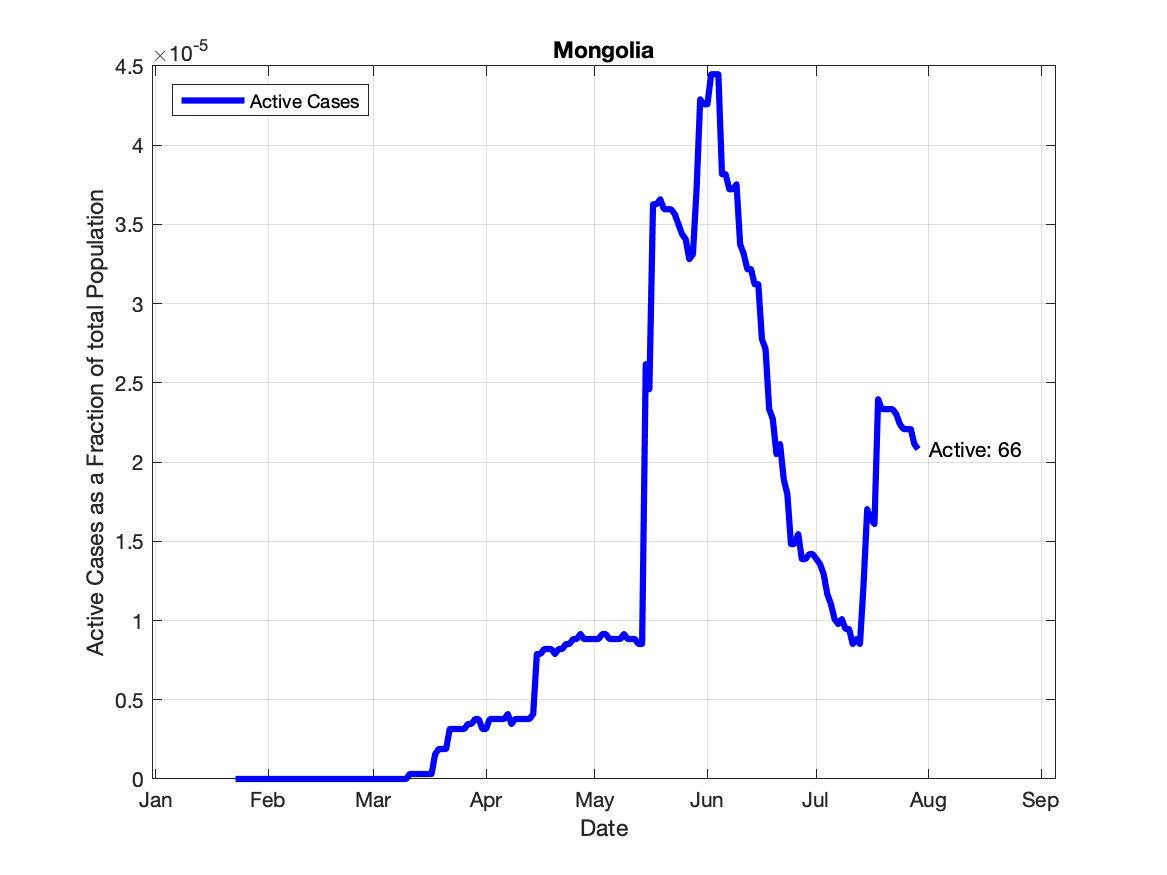 Mongolia
×10-5
Active Cases
4.5
4
3.5
3
2.5
2
1.5
1
0.5
0
Active Cases as a Fraction of total Population
Active: 66
Jan Feb Mar Apr May Jun Jul Aug Sep
Date